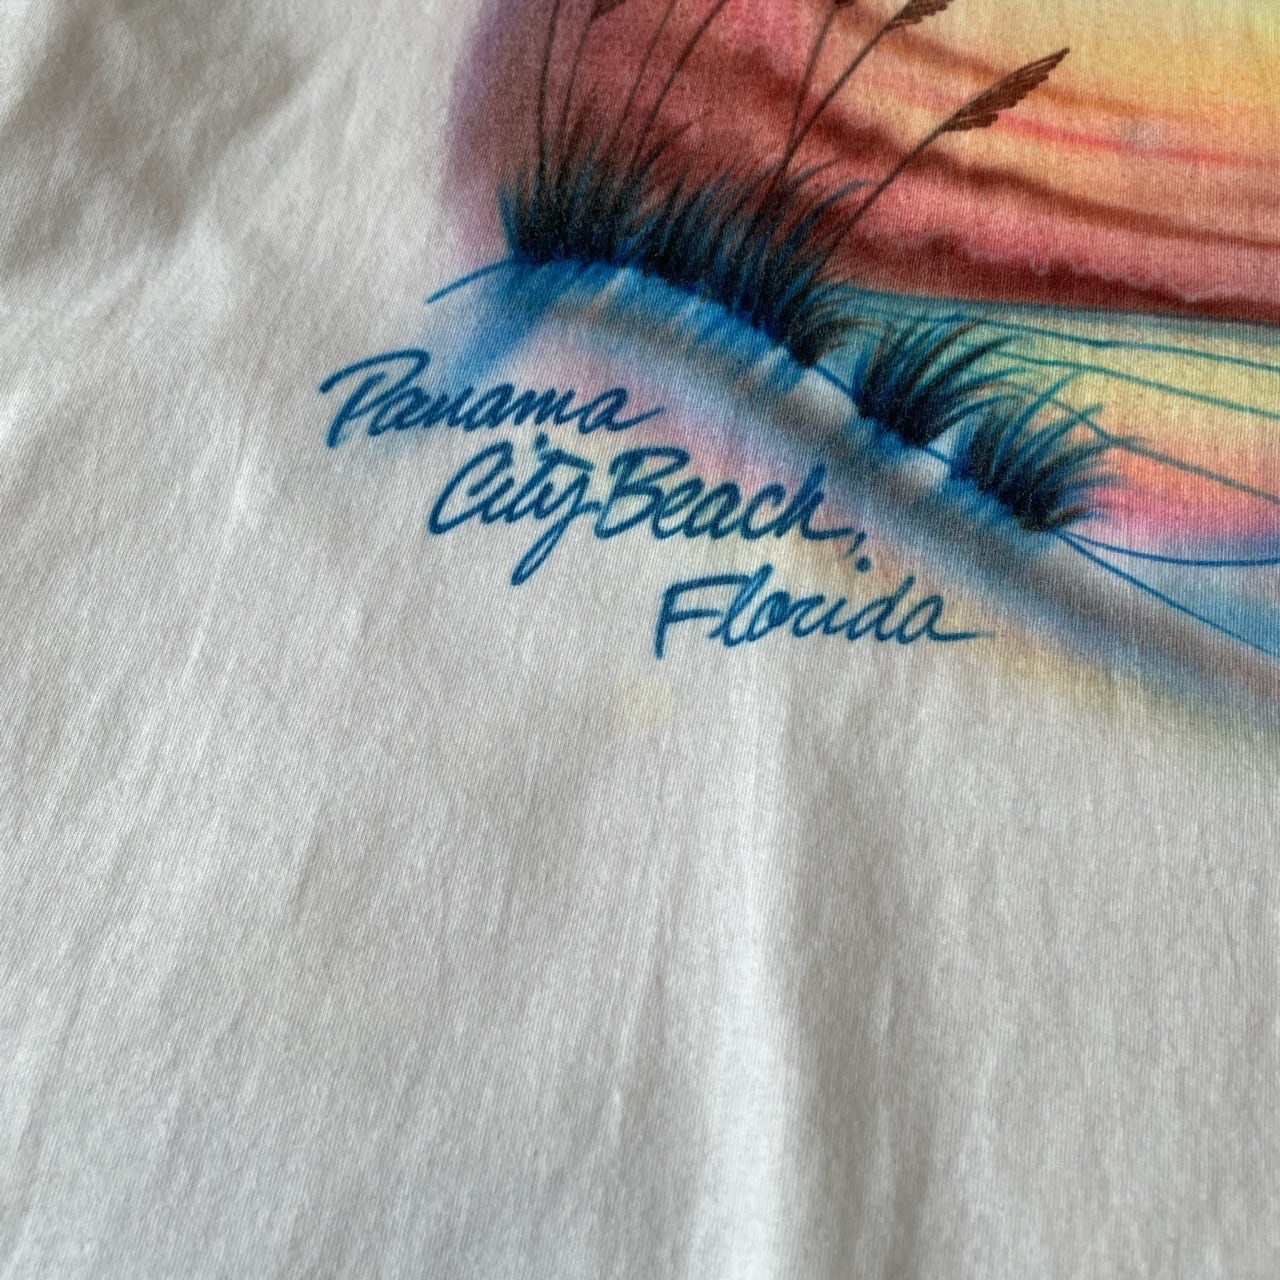 Panama
City Beach,
Florida